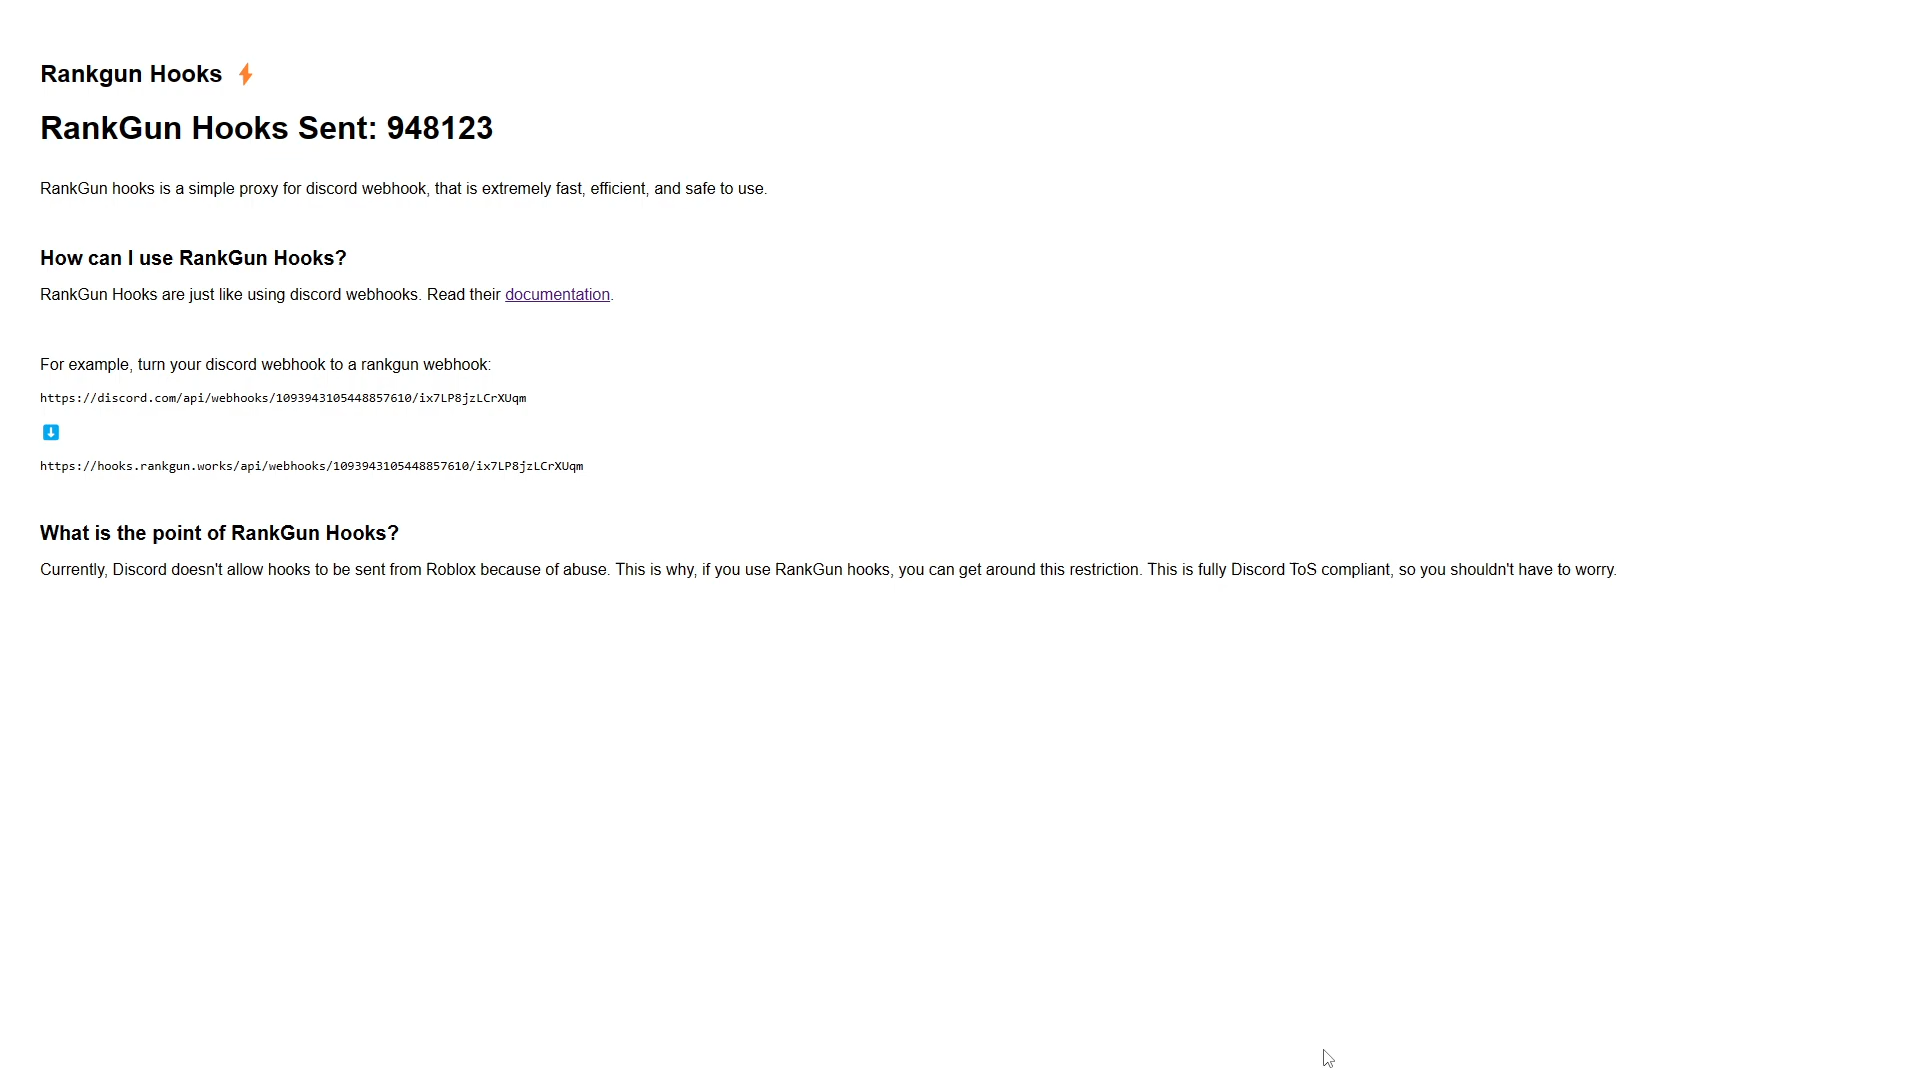 Rankgun Hooks
RankGun Hooks Sent: 948123
RankGun hooks is a simple proxy for discord webhook, that is extremely fast, efficient, and safe to use.
How can I use RankGun Hooks?
RankGun Hooks are just like using discord webhooks. Read their documentation.
For example, turn your discord webhook to a rankgun webhook:
https://discord.com/api/webhooks/1093943105448857610/ix7LP8jzLCrXUqm
https://hooks.rankgun.works/api/webhooks/1093943105448857610/ix7LP8jzLCrXUqm
What is the point of RankGun Hooks?
Currently, Discord doesn't allow hooks to be sent from Roblox because of abuse. This is why, if you use RankGun hooks, you can get around this restriction. This is fully Discord ToS compliant, so you shouldn't have to worry.